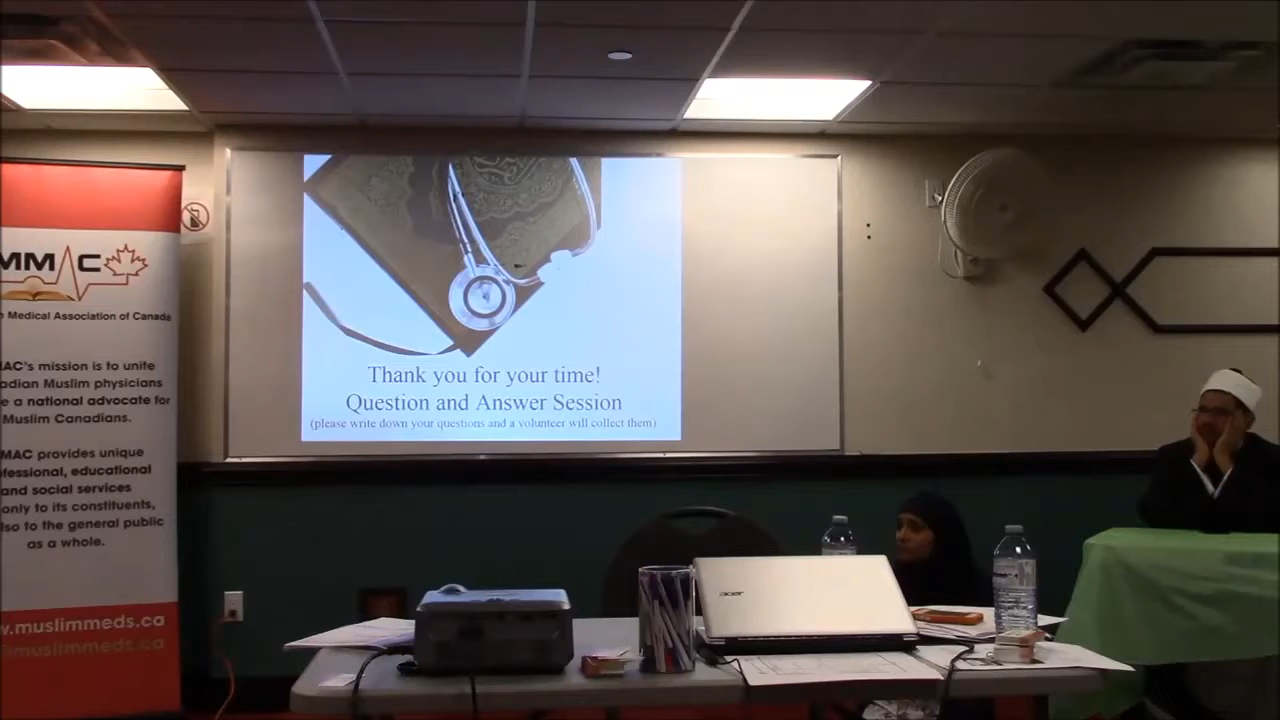 MMAC
Medical Association of Canada
AC's mission is to unite
adian Muslim physicians
e a national advocate for
Muslim Canadians.
MAC provides unique
ofessional, educational
and social services
only to its constituents,
lso to the general public
as a whole.
w.muslimmeds.ca
@muslimmeds.ca
Thank you for your time!
Question and Answer Session
(please write down your questions and a volunteer will collect them)
acer